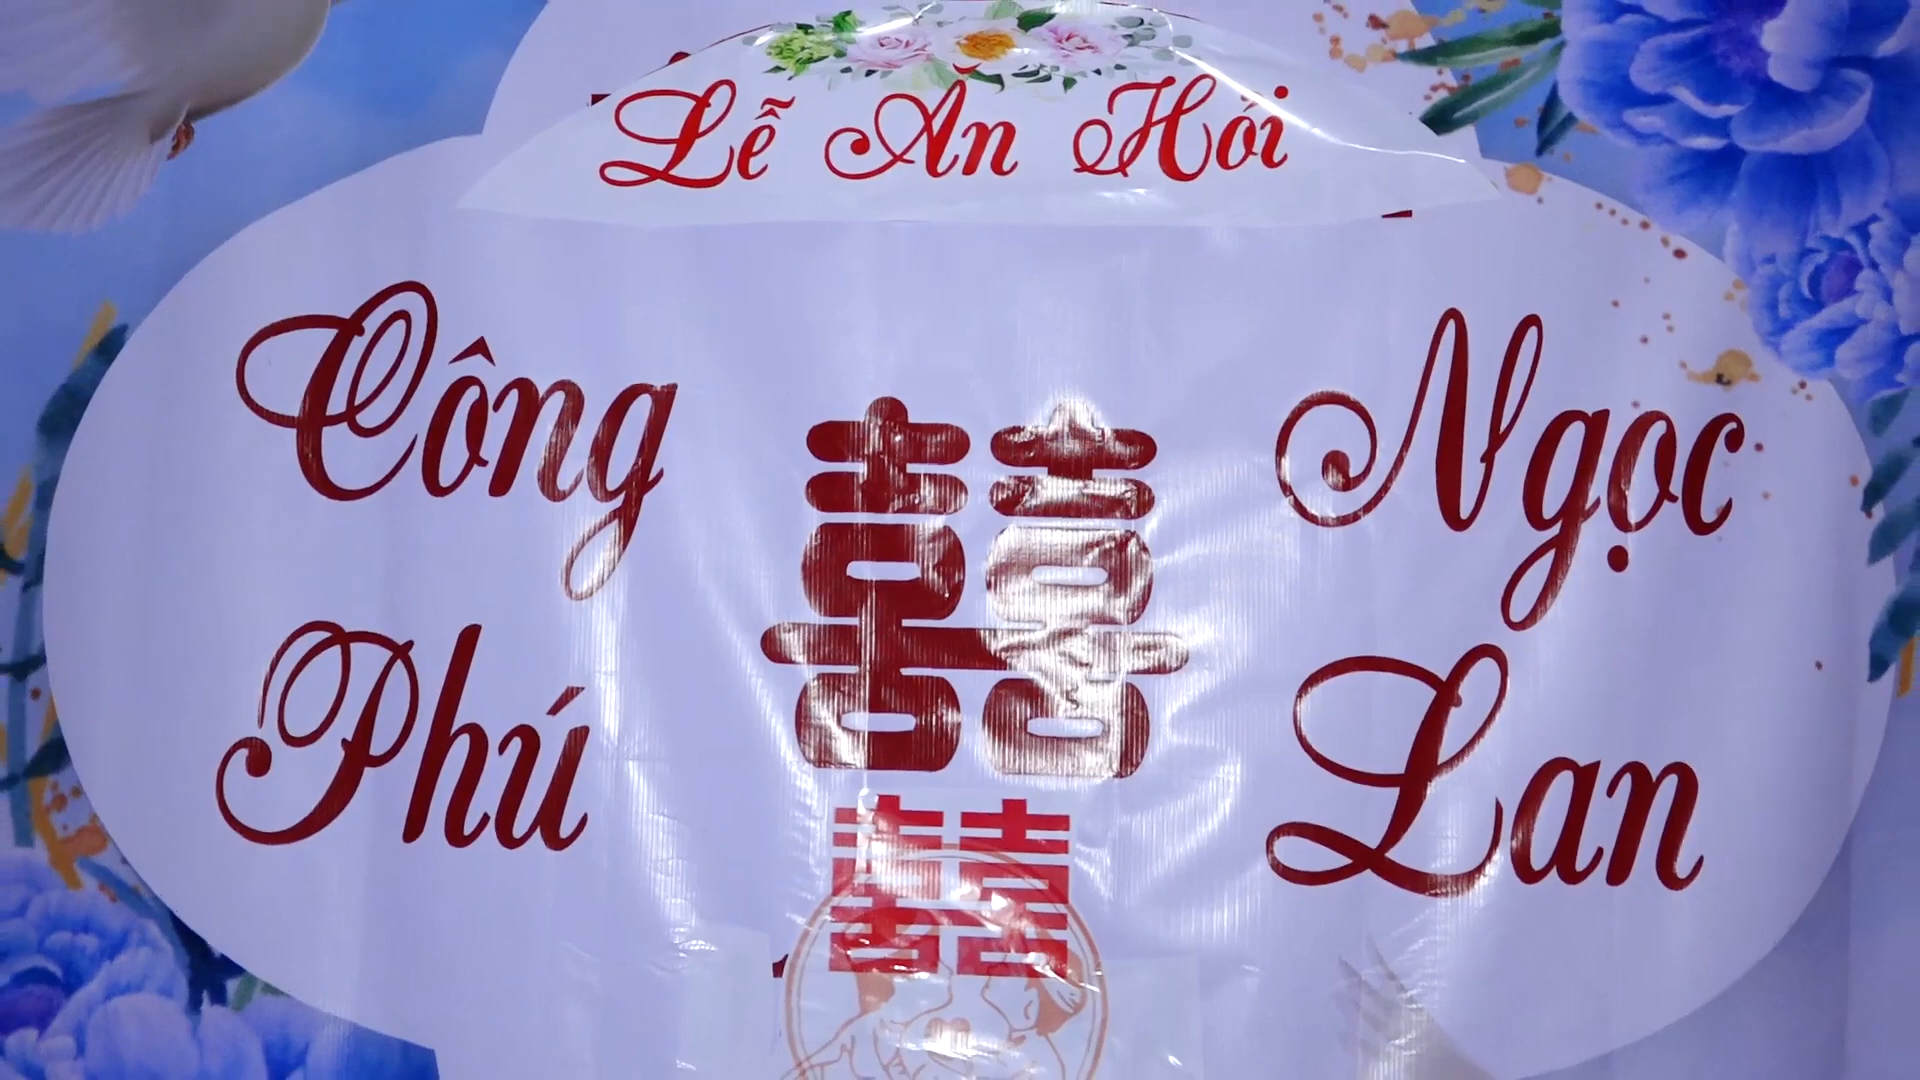 Lễ Ăn Hỏi
Công
Phú
囍
Ngọc
Lan
囍